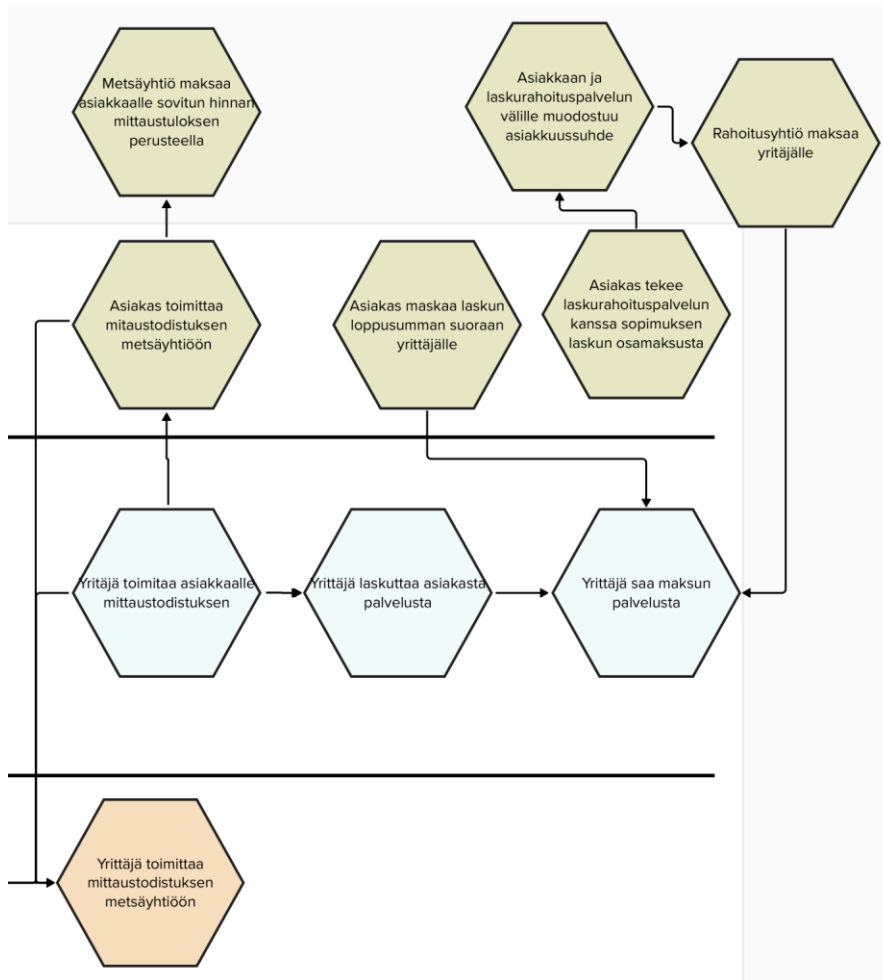 Metsäyhtiö maksaa
asiakkaalle sovitun hinnan
mittaustuloksen
perusteella
Asiakkaan ja
laskurahoituspalvelun
välille muodostuu
asiakkuussuhde
Rahoitusyhtiö maksaa
yritäjälle
Asiakas toimittaa
mitaustodistuksen
metsäyhtiöön
Asiakas maskaa laskun
loppusumman suoraan
yrittäjälle
Asiakas tekee
laskurahoituspalvelun
kanssa sopimuksen
laskun osamaksusta
Yritäjä toimitaa asiakkaalle
mittaustodistuksen
Yrittäjä laskuttaa asiakasta
palvelusta
Yrittäjä saa maksun
palvelusta
Yrittäjä toimittaa
mittaustodistuksen
metsäyhtiöön